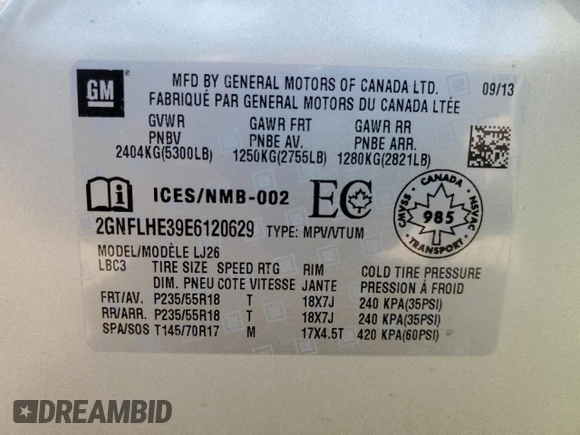 GM
MFD BY GENERAL MOTORS OF CANADA LTD. 09/13
FABRIQUÉ PAR GENERAL MOTORS DU CANADA LTÉE
GVWR GAWR FRT GAWR RR
PNBV PNBE AV. PNBE ARR.
2404KG(5300LB) 1250KG(2755LB) 1280KG(2821LB)
ICES/NMB-002 EC CANADA CMVSS 985 NSVAC TRANSPORT
2GNFLHE39E6120629 TYPE: MPV/VTUM
MODEL/MODÈLE LJ26
LBC3 TIRE SIZE SPEED RTG RIM COLD TIRE PRESSURE
DIM. PNEU COTE VITESSE JANTE PRESSION À FROID
FRT/AV. P235/55R18 T 18X7J 240 KPA(35PSI)
RR/ARR. P235/55R18 T 18X7J 240 KPA(35PSI)
SPA/SOS T145/70R17 M 17X4.5T 420 KPA(60PSI)
DREAMBID